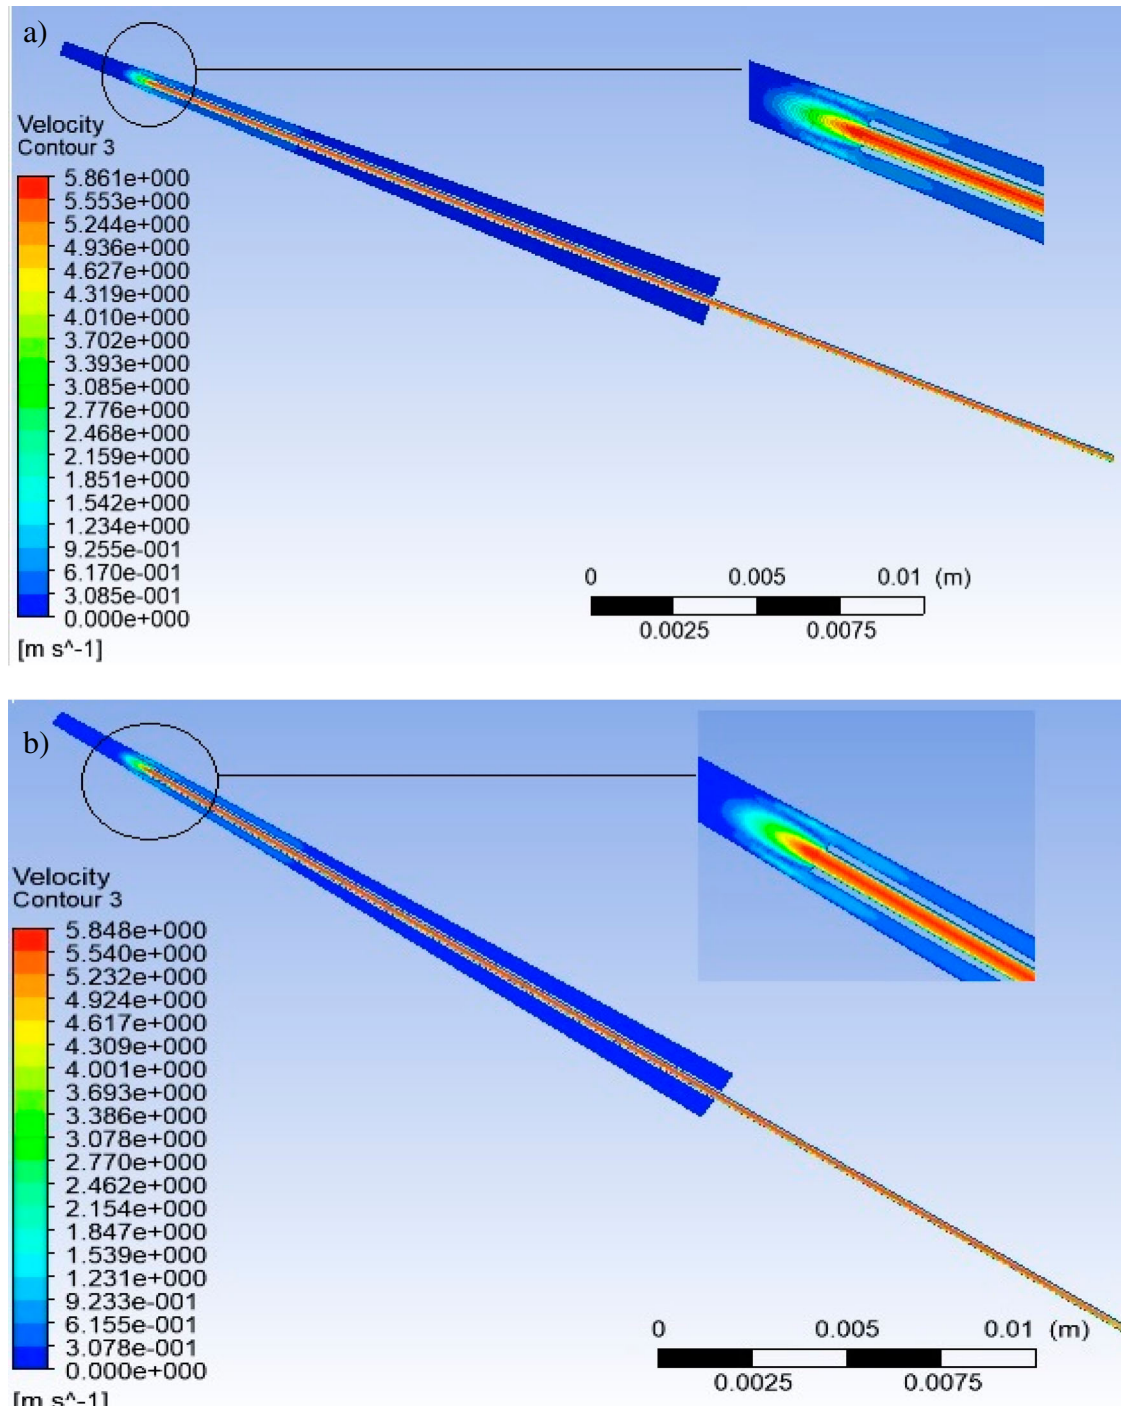 a)
Velocity
Contour 3
5.861e+000
5.553e+000
5.244e+000
4.936e+000
4.627e+000
4.319e+000
4.010e+000
3.702e+000
3.393e+000
3.085e+000
2.776e+000
2.468e+000
2.159e+000
1.851e+000
1.542e+000
1.234e+000
9.255e-001
6.170e-001
3.085e-001
0.000e+000
[m s^-1]
0 0.005 0.01 (m)
0.0025 0.0075
b)
Velocity
Contour 3
5.848e+000
5.540e+000
5.232e+000
4.924e+000
4.617e+000
4.309e+000
4.001e+000
3.693e+000
3.386e+000
3.078e+000
2.770e+000
2.462e+000
2.154e+000
1.847e+000
1.539e+000
1.231e+000
9.233e-001
6.155e-001
3.078e-001
0.000e+000
[m s^-1]
0 0.005 0.01 (m)
0.0025 0.0075